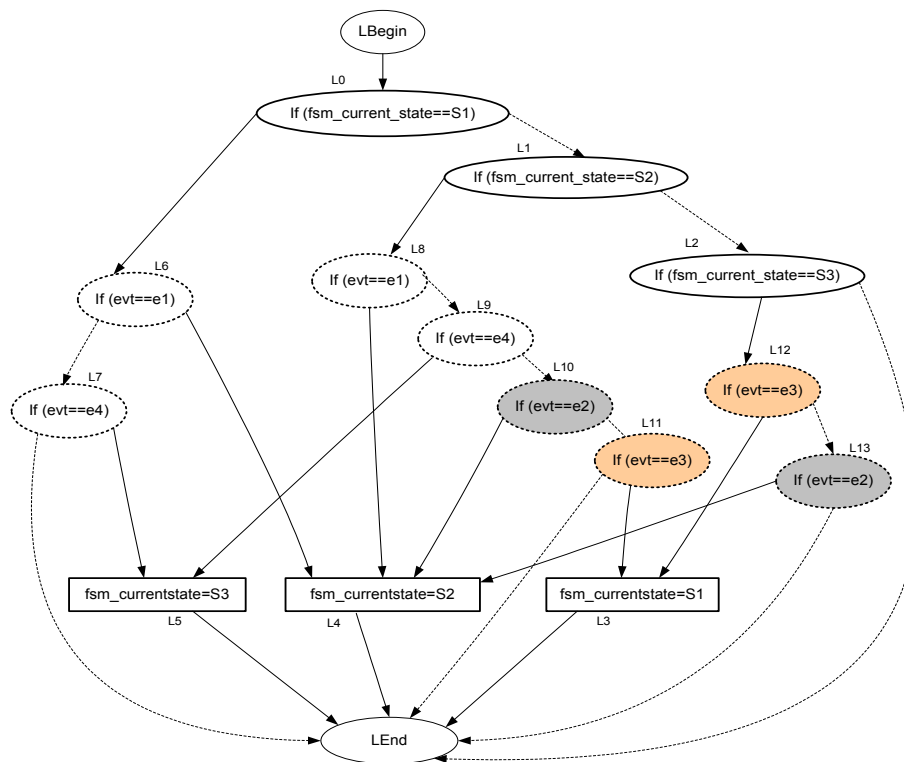 LBegin
L0
If (fsm_current_state==S1)
L1
If (fsm_current_state==S2)
L2
If (fsm_current_state==S3)
L8
If (evt==e1)
L6
If (evt==e1)
L9
If (evt==e4)
L12
If (evt==e3)
L10
If (evt==e2)
L7
If (evt==e4)
L11
If (evt==e3)
L13
If (evt==e2)
fsm_currentstate=S3
L5
fsm_currentstate=S2
L4
fsm_currentstate=S1
L3
LEnd